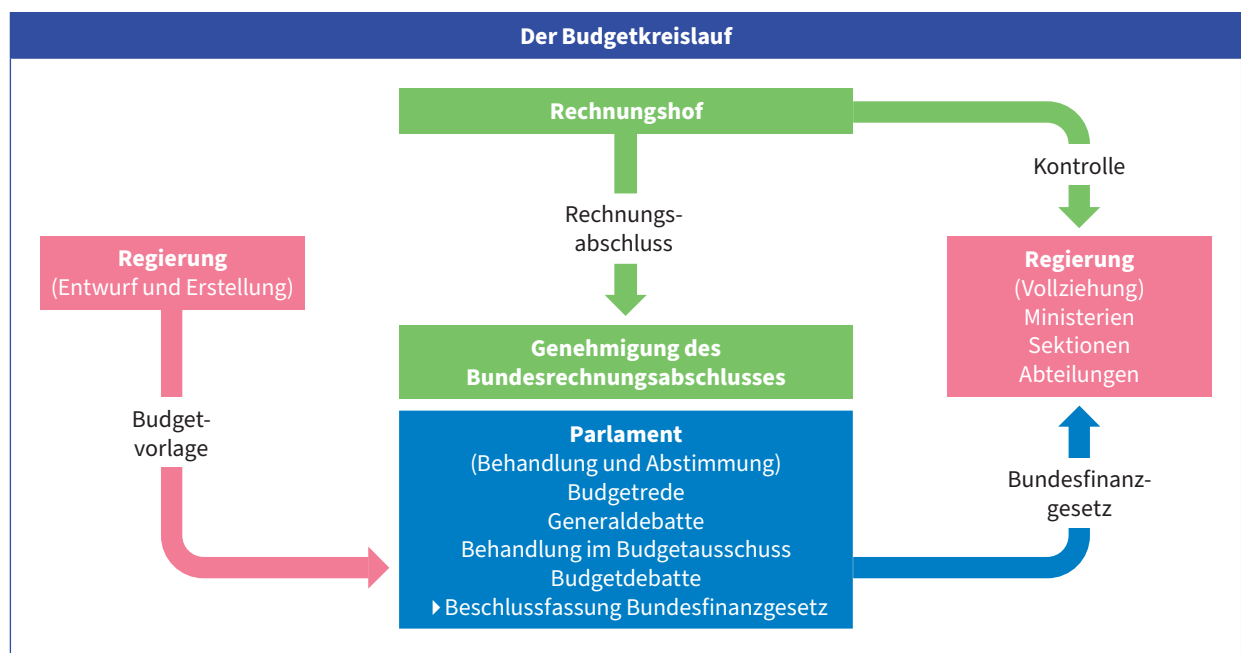 Der Budgetkreislauf
Rechnungshof
Kontrolle
Rechnungs-
abschluss
Regierung
(Entwurf und Erstellung)
Regierung
(Vollziehung)
Ministerien
Sektionen
Abteilungen
Genehmigung des
Bundesrechnungsabschlusses
Budget-
vorlage
Parlament
(Behandlung und Abstimmung)
Budgetrede
Generaldebatte
Behandlung im Budgetausschuss
Budgetdebatte
Beschlussfassung Bundesfinanzgesetz
Bundesfinanz-
gesetz